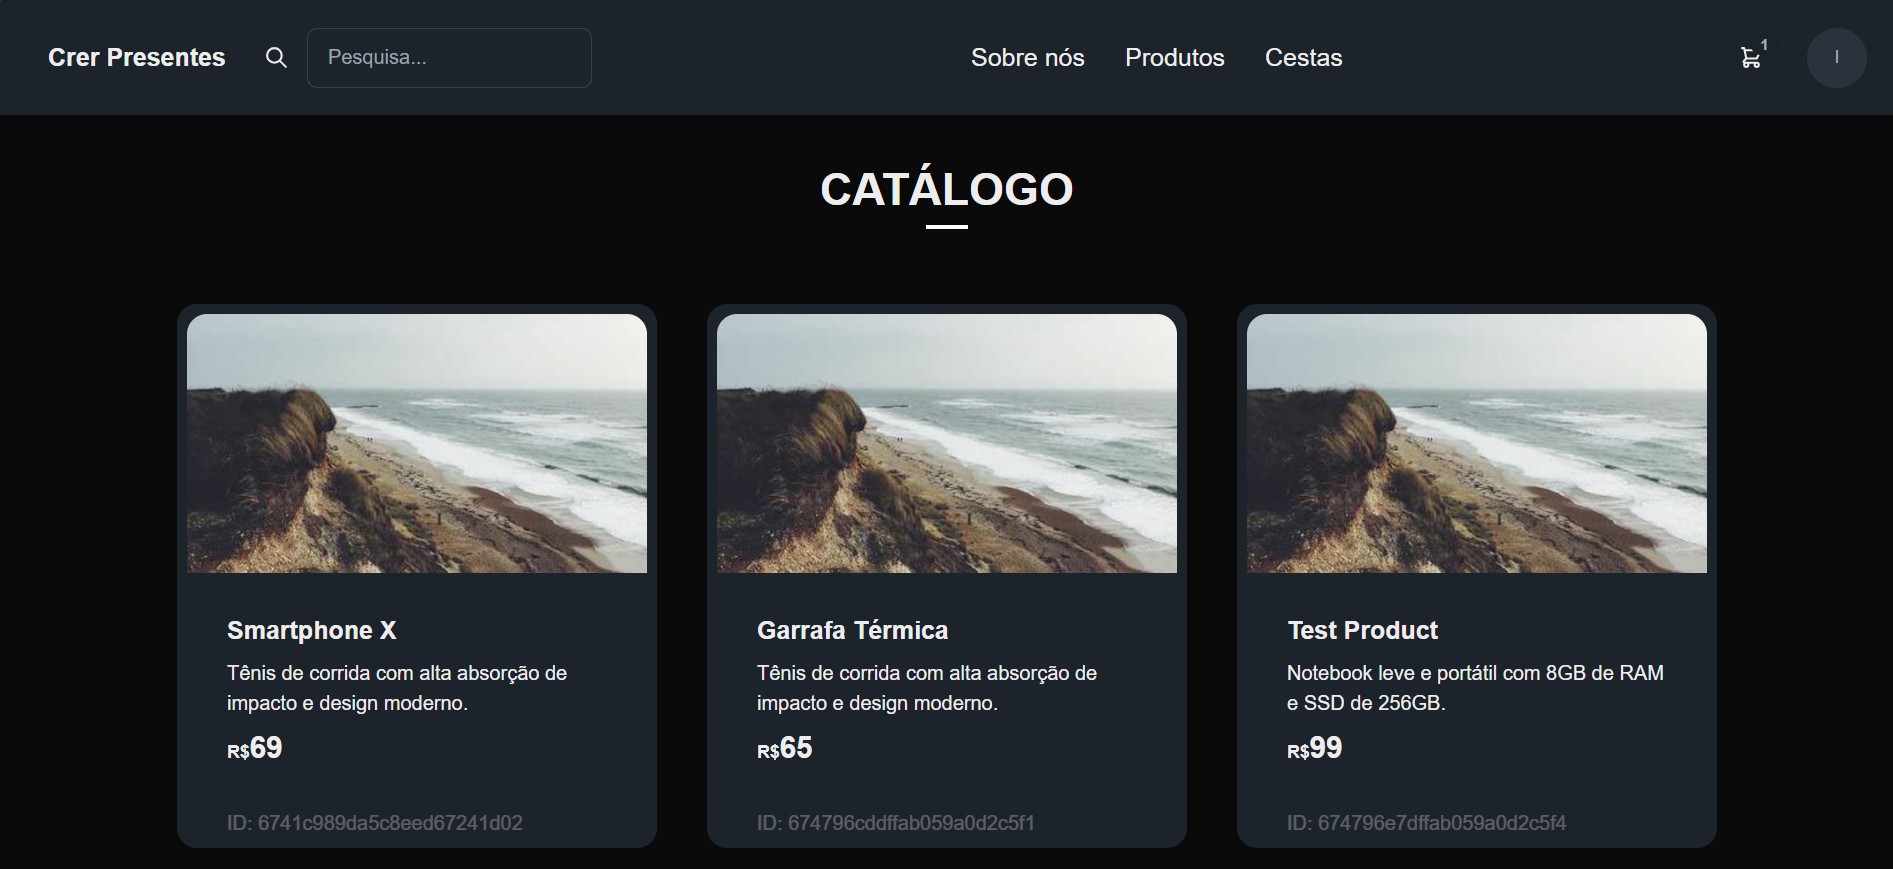 Crer Presentes
Pesquisa...
Sobre nós
Produtos
Cestas
1
I
CATÁLOGO
Smartphone X
Tênis de corrida com alta absorção de
impacto e design moderno.
R$69
ID: 6741c989da5c8eed67241d02
Garrafa Térmica
Tênis de corrida com alta absorção de
impacto e design moderno.
R$65
ID: 674796cddffab059a0d2c5f1
Test Product
Notebook leve e portátil com 8GB de RAM
e SSD de 256GB.
R$99
ID: 674796e7dffab059a0d2c5f4